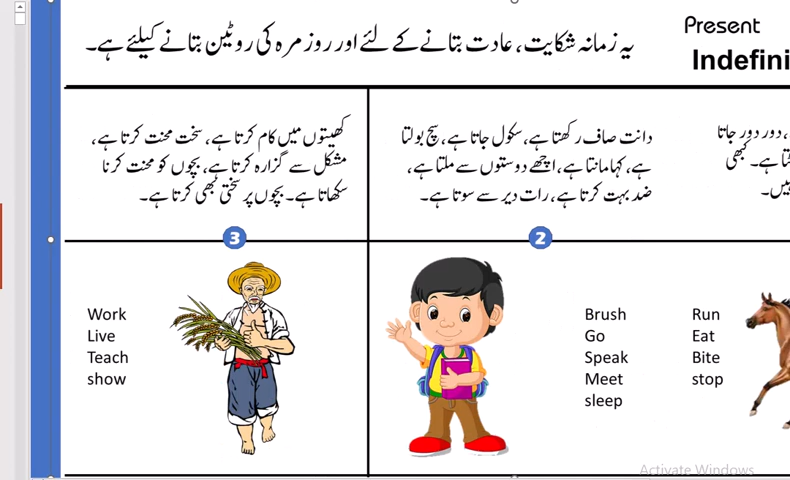 Present
Indefini
یہ زمانہ شکایت، عادت بتانے کے لئے اور روزمرہ کی روٹین بتانے کیلئے ہے۔
، دور دور جاتا
ہے۔ کبھی
ہیں۔
دانت صاف رکھتا ہے، سکول جاتا ہے، سچ بولتا
ہے، کہا مانتا ہے، اچھے دوستوں سے ملتا ہے،
ضد بہت کرتا ہے، رات دیر سے سوتا ہے۔
کھیتوں میں کام کرتا ہے، سخت محنت کرتا ہے،
مشکل سے گزارہ کرتا ہے، بچوں کو محنت کرنا
سکھاتا ہے۔ بچوں پر سختی بھی کرتا ہے۔
2
3
Run
Eat
Bite
stop
Brush
Go
Speak
Meet
sleep
Work
Live
Teach
show
Activate Windows